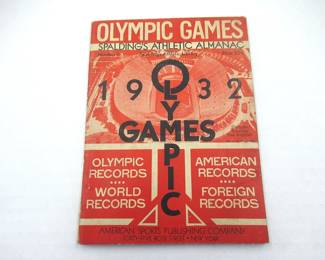 OLYMPIC GAMES
SPALDING'S ATHLETIC ALMANAC
1932
OLYMPIC
GAMES
OLYMPIC
RECORDS
WORLD
RECORDS
AMERICAN
RECORDS
FOREIGN
RECORDS
AMERICAN SPORTS PUBLISHING COMPANY
NEW YORK